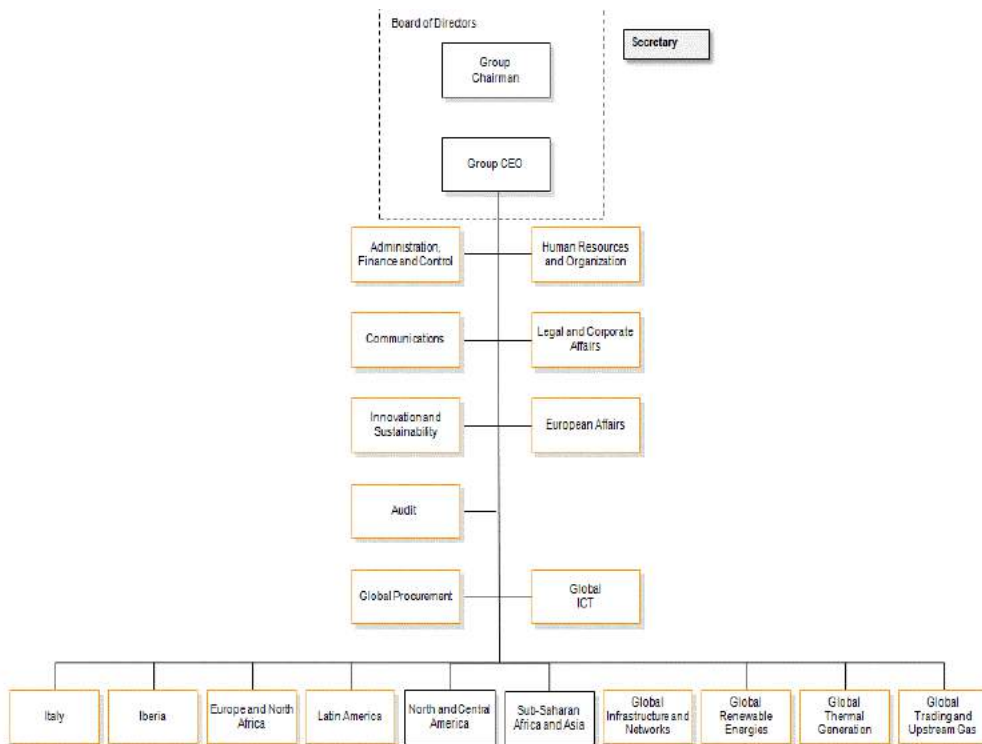 Board of Directors
Secretary
Group
Chairman
Group CEO
Administration,
Finance and Control
Human Resources
and Organization
Communications
Legal and Corporate
Affairs
Innovation and
Sustainability
European Affairs
Audit
Global Procurement
Global
ICT
Italy
Iberia
Europe and North
Africa
Latin America
North and Central
America
Sub-Saharan
Africa and Asia
Global
Infrastructure and
Networks
Global
Renewable
Energies
Global
Thermal
Generation
Global
Trading and
Upstream Gas